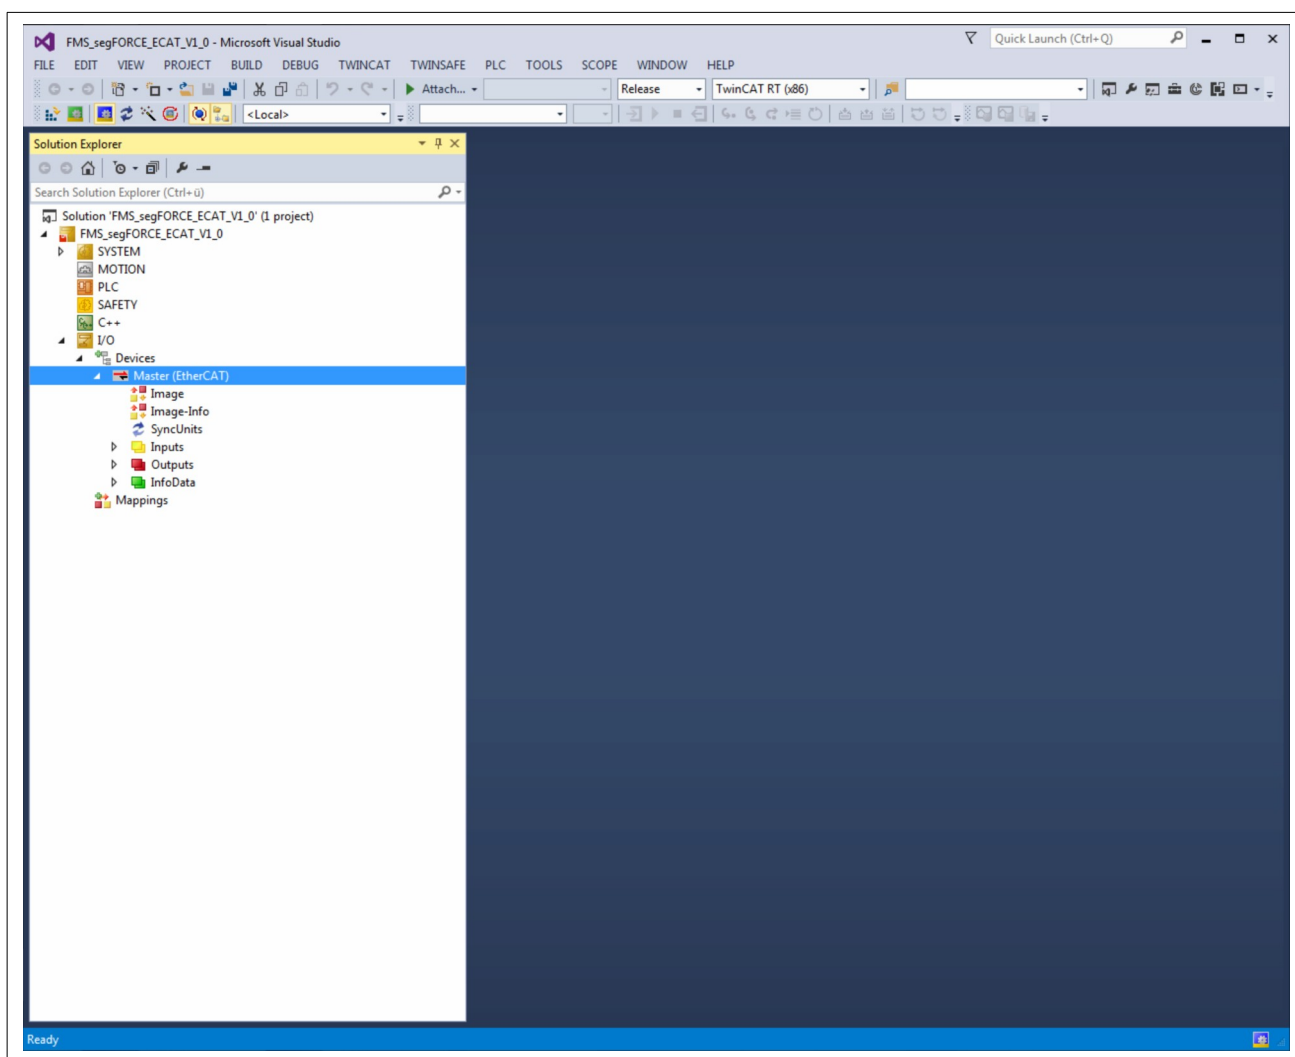 FMS_segFORCE_ECAT_V1_0 - Microsoft Visual Studio
Quick Launch (Ctrl+Q)
FILE EDIT VIEW PROJECT BUILD DEBUG TWINCAT TWINSAFE PLC TOOLS SCOPE WINDOW HELP
Attach... Release TwinCAT RT (x86)
<Local>
Solution Explorer
Search Solution Explorer (Ctrl+ü)
Solution 'FMS_segFORCE_ECAT_V1_0' (1 project)
FMS_segFORCE_ECAT_V1_0
SYSTEM
MOTION
PLC
SAFETY
C++
I/O
Devices
Master (EtherCAT)
Image
Image-Info
SyncUnits
Inputs
Outputs
InfoData
Mappings
Ready